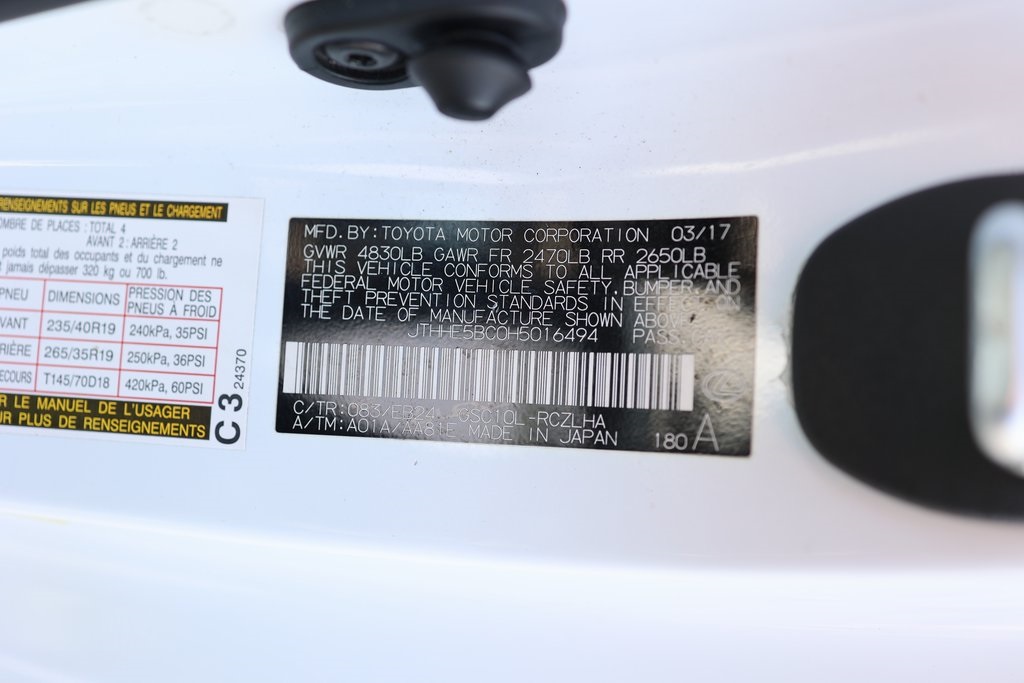 RENSEIGNEMENTS SUR LES PNEUS ET LE CHARGEMENT
OMBRE DE PLACES : TOTAL 4
AVANT 2 : ARRIÈRE 2
poids total des occupants et du chargement ne
t jamais dépasser 320 kg ou 700 lb.
PNEU DIMENSIONS PRESSION DES PNEUS À FROID
VANT 235/40R19 240kPa, 35PSI
RIÈRE 265/35R19 250kPa, 36PSI
ECOURS T145/70D18 420kPa, 60PSI
R LE MANUEL DE L'USAGER
UR PLUS DE RENSEIGNEMENTS
C3 24370
MFD. BY: TOYOTA MOTOR CORPORATION 03/17
GVWR 4830LB GAWR FR 2470LB RR 2650LB
THIS VEHICLE CONFORMS TO ALL APPLICABLE
FEDERAL MOTOR VEHICLE SAFETY, BUMPER, AND
THEFT PREVENTION STANDARDS IN EFFECT ON
THE DATE OF MANUFACTURE SHOWN ABOVE
JTHHE5BC0H5016494 PASS
C/TR: 083/EB24 GSC10L-RCZLHA
A/TM: A01A/AA81E MADE IN JAPAN
180 A